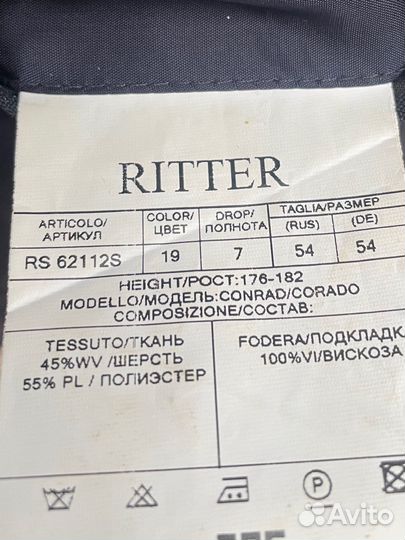 RITTER
ARTICOLO/ АРТИКУЛ COLOR/ ЦВЕТ DROP/ ПОЛНОТА TAGLIA/РАЗМЕР (RUS) (DE)
RS 62112S 19 7 54 54
HEIGHT/РОСТ:176-182
MODELLO/МОДЕЛЬ:CONRAD/CORADO
COMPOSIZIONE/СОСТАВ:
TESSUTO/ТКАНЬ
45%WV /ШЕРСТЬ
55% PL / ПОЛИЭСТЕР
FODERA/ПОДКЛАДКА
100%VI/ВИСКОЗА
P
Avito